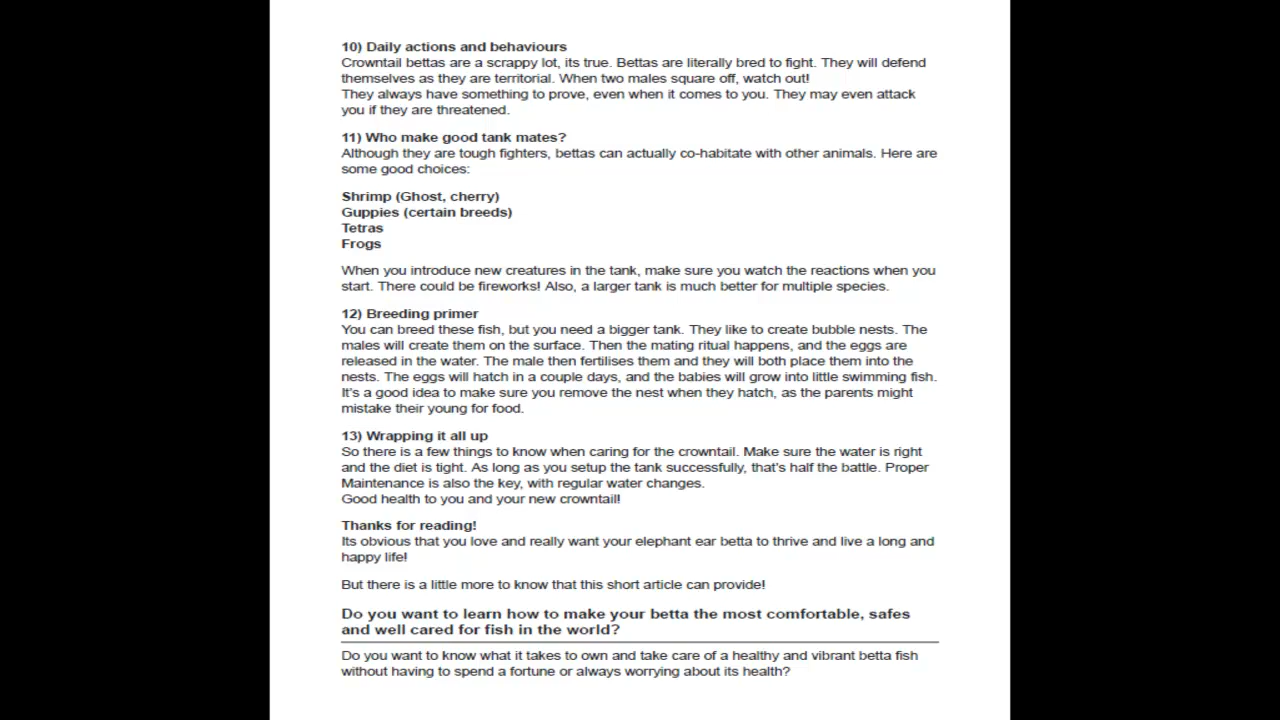 10) Daily actions and behaviours
Crowntail bettas are a scrappy lot, its true. Bettas are literally bred to fight. They will defend
themselves as they are territorial. When two males square off, watch out!
They always have something to prove, even when it comes to you. They may even attack
you if they are threatened.
11) Who make good tank mates?
Although they are tough fighters, bettas can actually co-habitate with other animals. Here are
some good choices:
Shrimp (Ghost, cherry)
Guppies (certain breeds)
Tetras
Frogs
When you introduce new creatures in the tank, make sure you watch the reactions when you
start. There could be fireworks! Also, a larger tank is much better for multiple species.
12) Breeding primer
You can breed these fish, but you need a bigger tank. They like to create bubble nests. The
males will create them on the surface. Then the mating ritual happens, and the eggs are
released in the water. The male then fertilises them and they will both place them into the
nests. The eggs will hatch in a couple days, and the babies will grow into little swimming fish.
It's a good idea to make sure you remove the nest when they hatch, as the parents might
mistake their young for food.
13) Wrapping it all up
So there is a few things to know when caring for the crowntail. Make sure the water is right
and the diet is tight. As long as you setup the tank successfully, that's half the battle. Proper
Maintenance is also the key, with regular water changes.
Good health to you and your new crowntail!
Thanks for reading!
Its obvious that you love and really want your elephant ear betta to thrive and live a long and
happy life!
But there is a little more to know that this short article can provide!
Do you want to learn how to make your betta the most comfortable, safes
and well cared for fish in the world?
Do you want to know what it takes to own and take care of a healthy and vibrant betta fish
without having to spend a fortune or always worrying about its health?